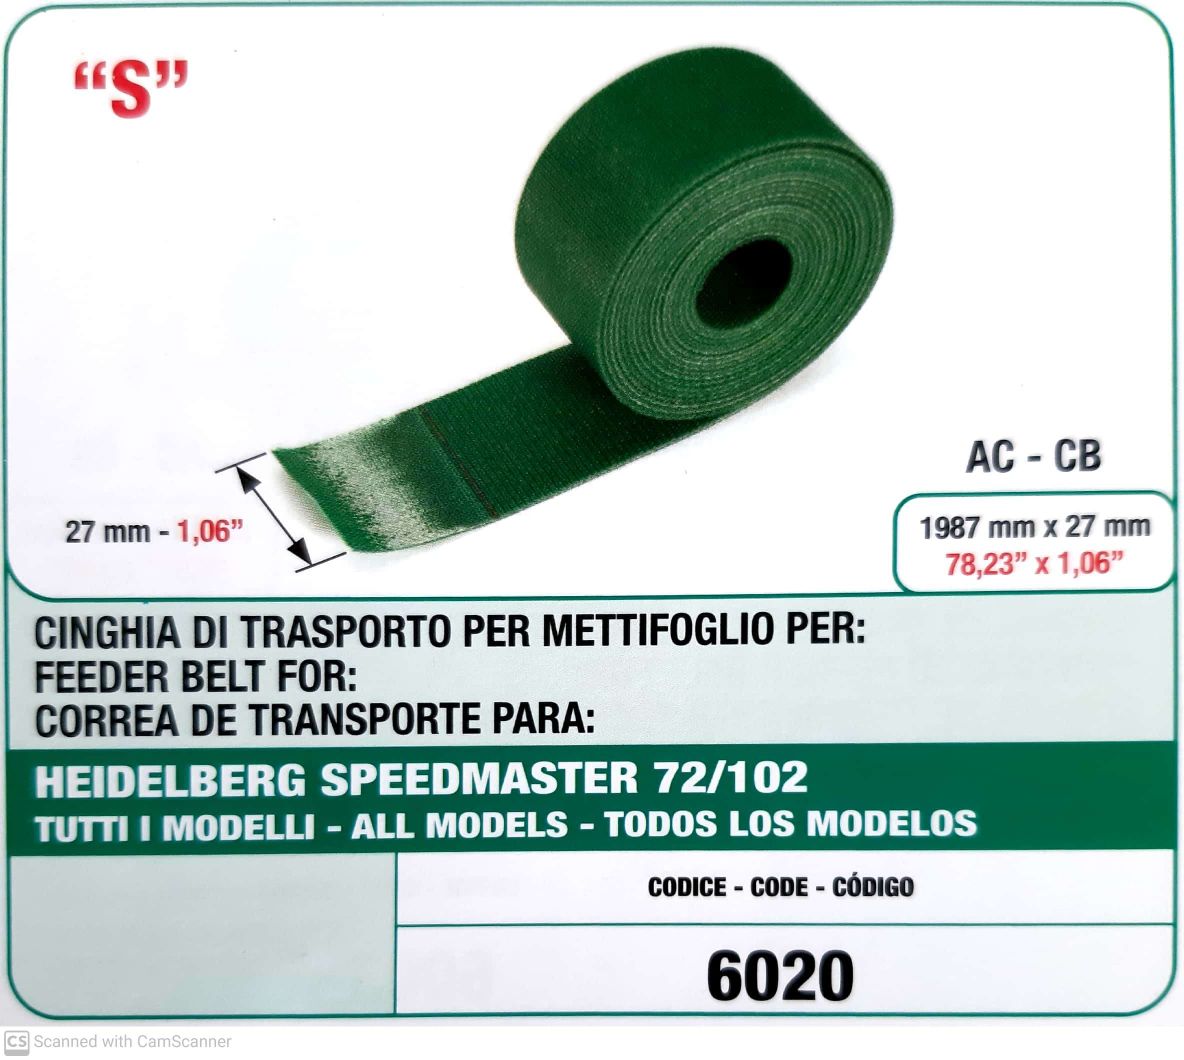 “S”
AC - CB
27 mm - 1,06”
1987 mm x 27 mm
78,23” x 1,06”
CINGHIA DI TRASPORTO PER METTIFOGLIO PER:
FEEDER BELT FOR:
CORREA DE TRANSPORTE PARA:
HEIDELBERG SPEEDMASTER 72/102
TUTTI I MODELLI - ALL MODELS - TODOS LOS MODELOS
CODICE - CODE - CÓDIGO
6020
CS Scanned with CamScanner